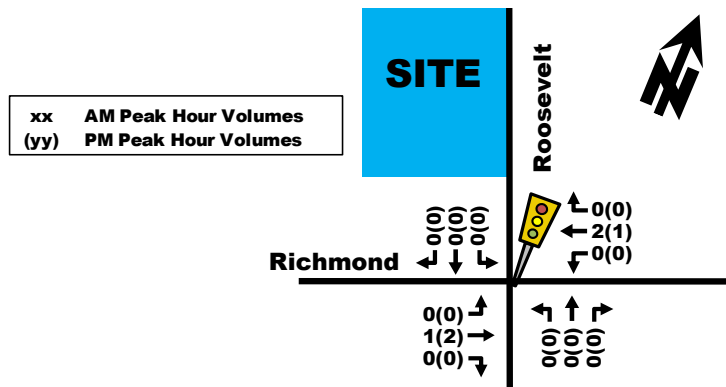 SITE
Roosevelt
xx AM Peak Hour Volumes
(yy) PM Peak Hour Volumes
N
0(0)
0(0)
0(0)
0(0)
2(1)
0(0)
Richmond
0(0)
1(2)
0(0)
0(0)
0(0)
0(0)